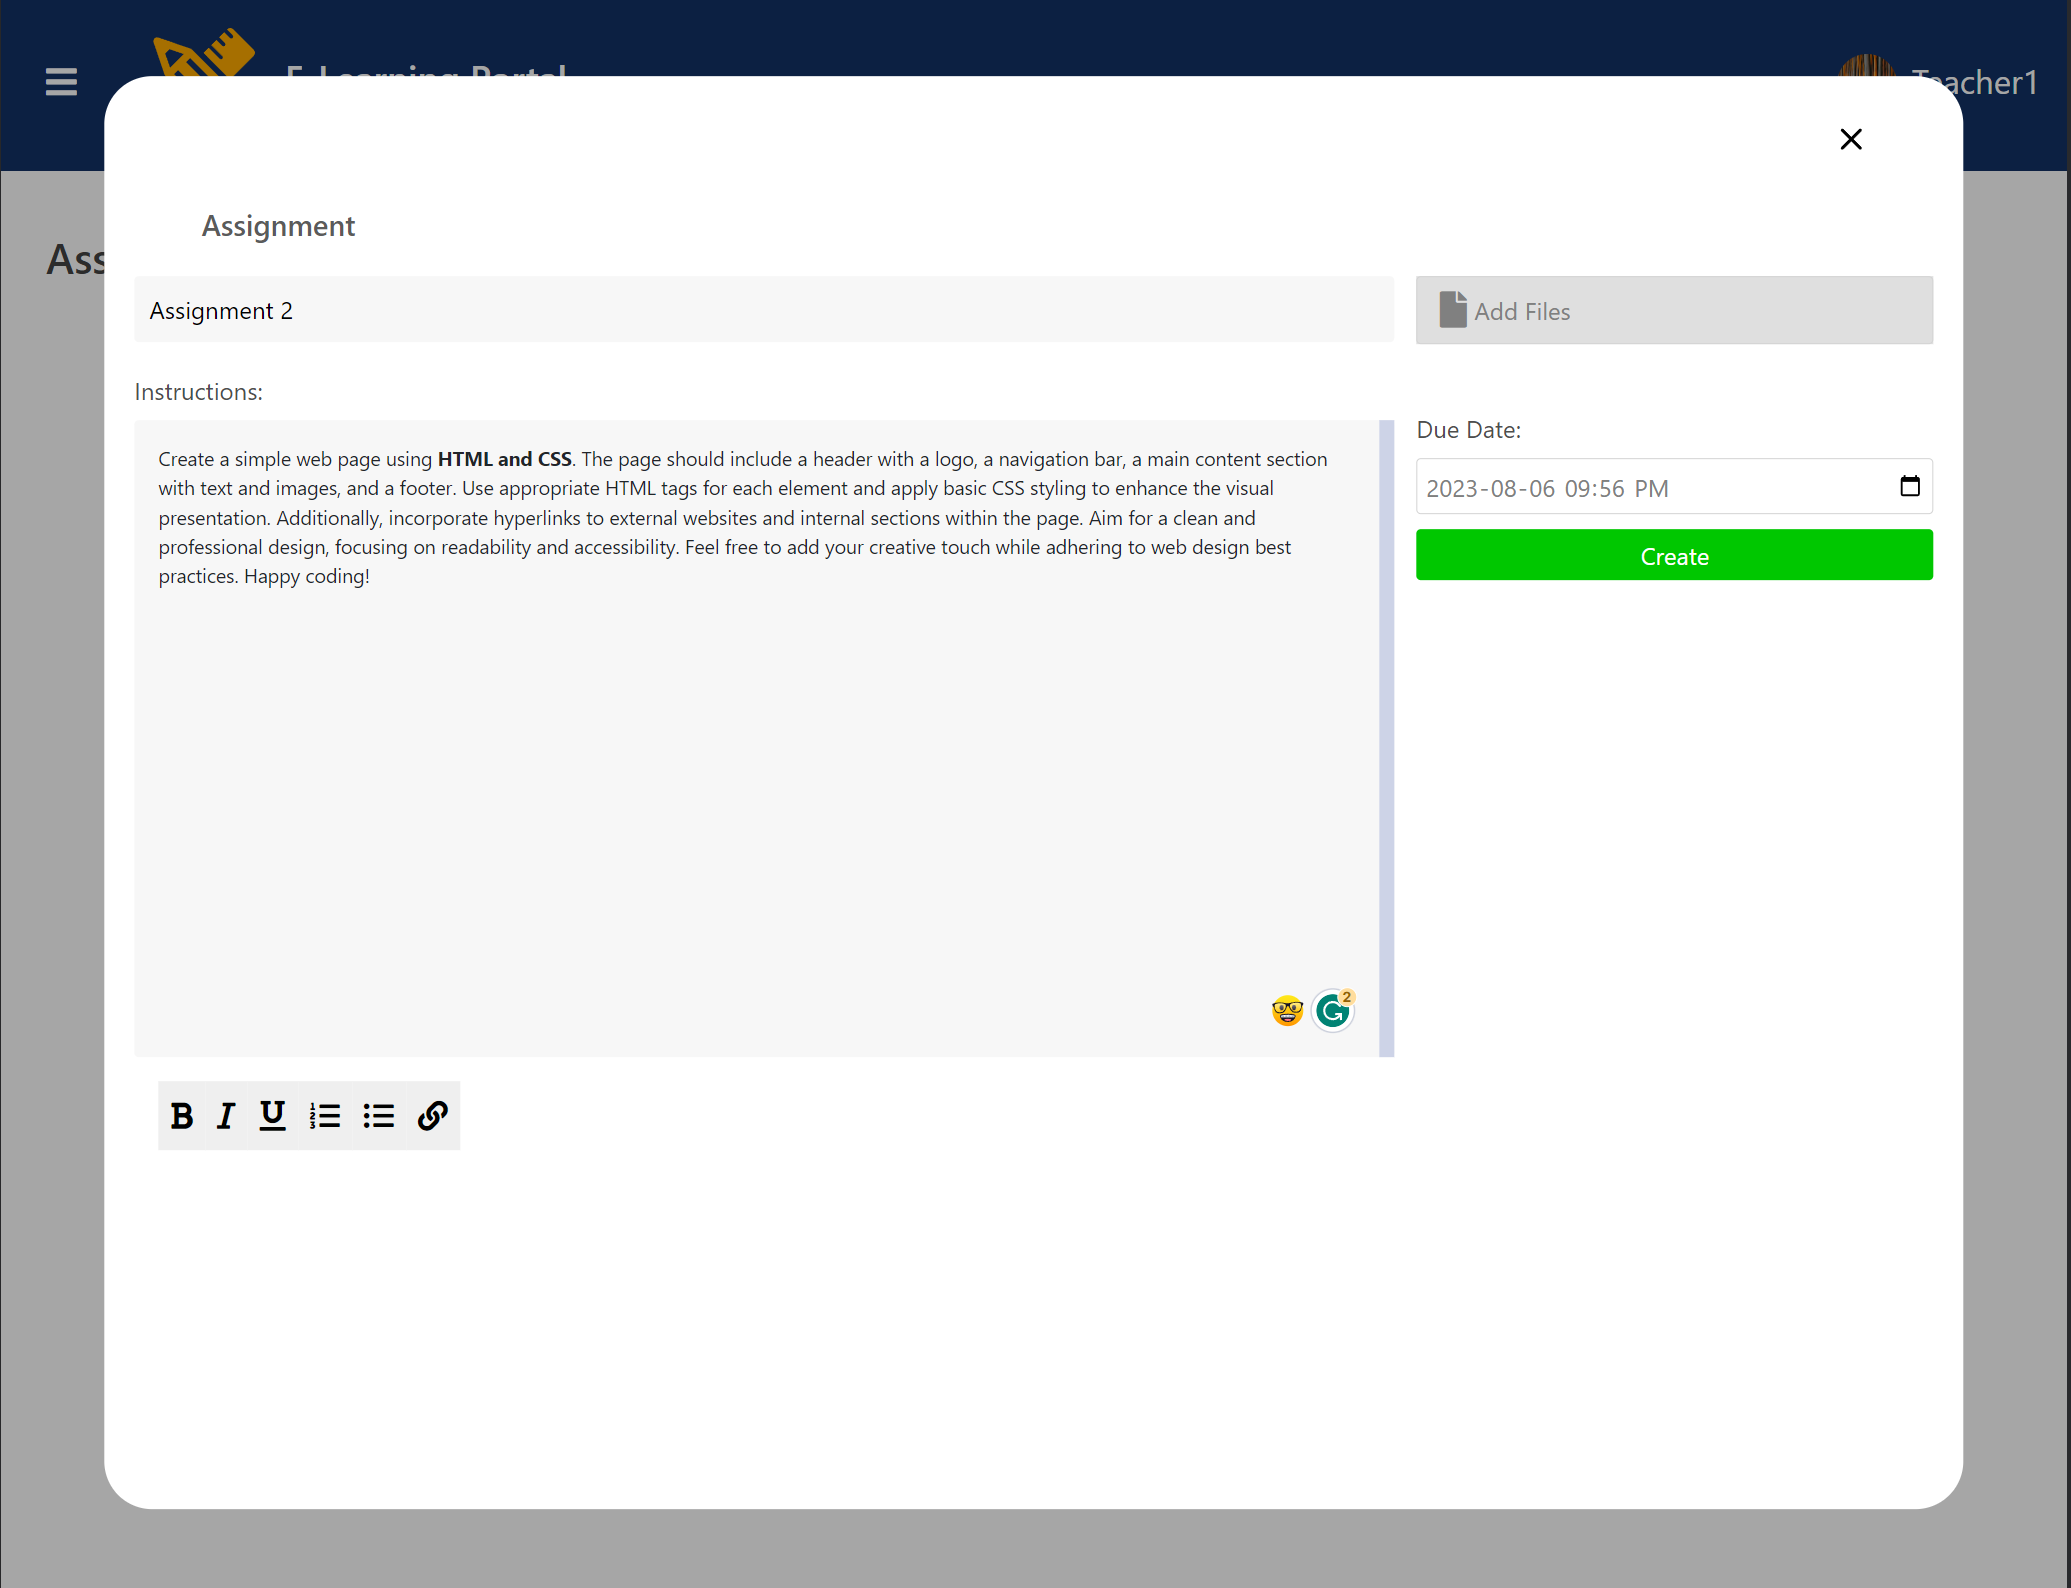 E-Learning Portal
Teacher1
Ass
Assignment
Assignment 2
Add Files
Instructions:
Create a simple web page using HTML and CSS. The page should include a header with a logo, a navigation bar, a main content section
with text and images, and a footer. Use appropriate HTML tags for each element and apply basic CSS styling to enhance the visual
presentation. Additionally, incorporate hyperlinks to external websites and internal sections within the page. Aim for a clean and
professional design, focusing on readability and accessibility. Feel free to add your creative touch while adhering to web design best
practices. Happy coding!
Due Date:
2023-08-06 09:56 PM
Create
2
B I U